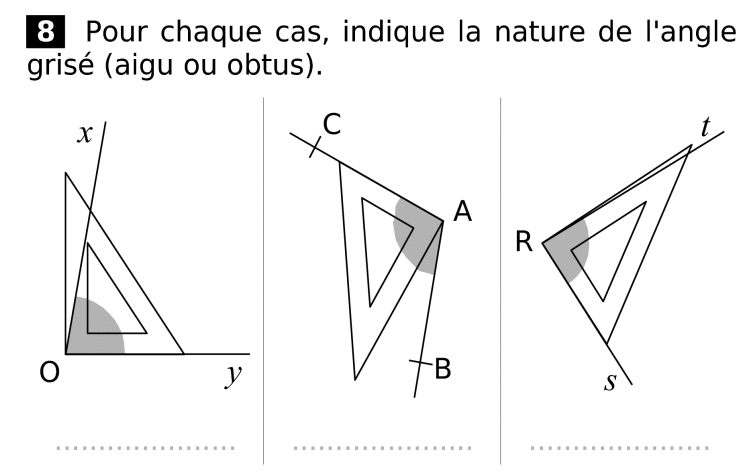 8 Pour chaque cas, indique la nature de l'angle
grisé (aigu ou obtus).
x
O
y
C
A
B
t
R
s